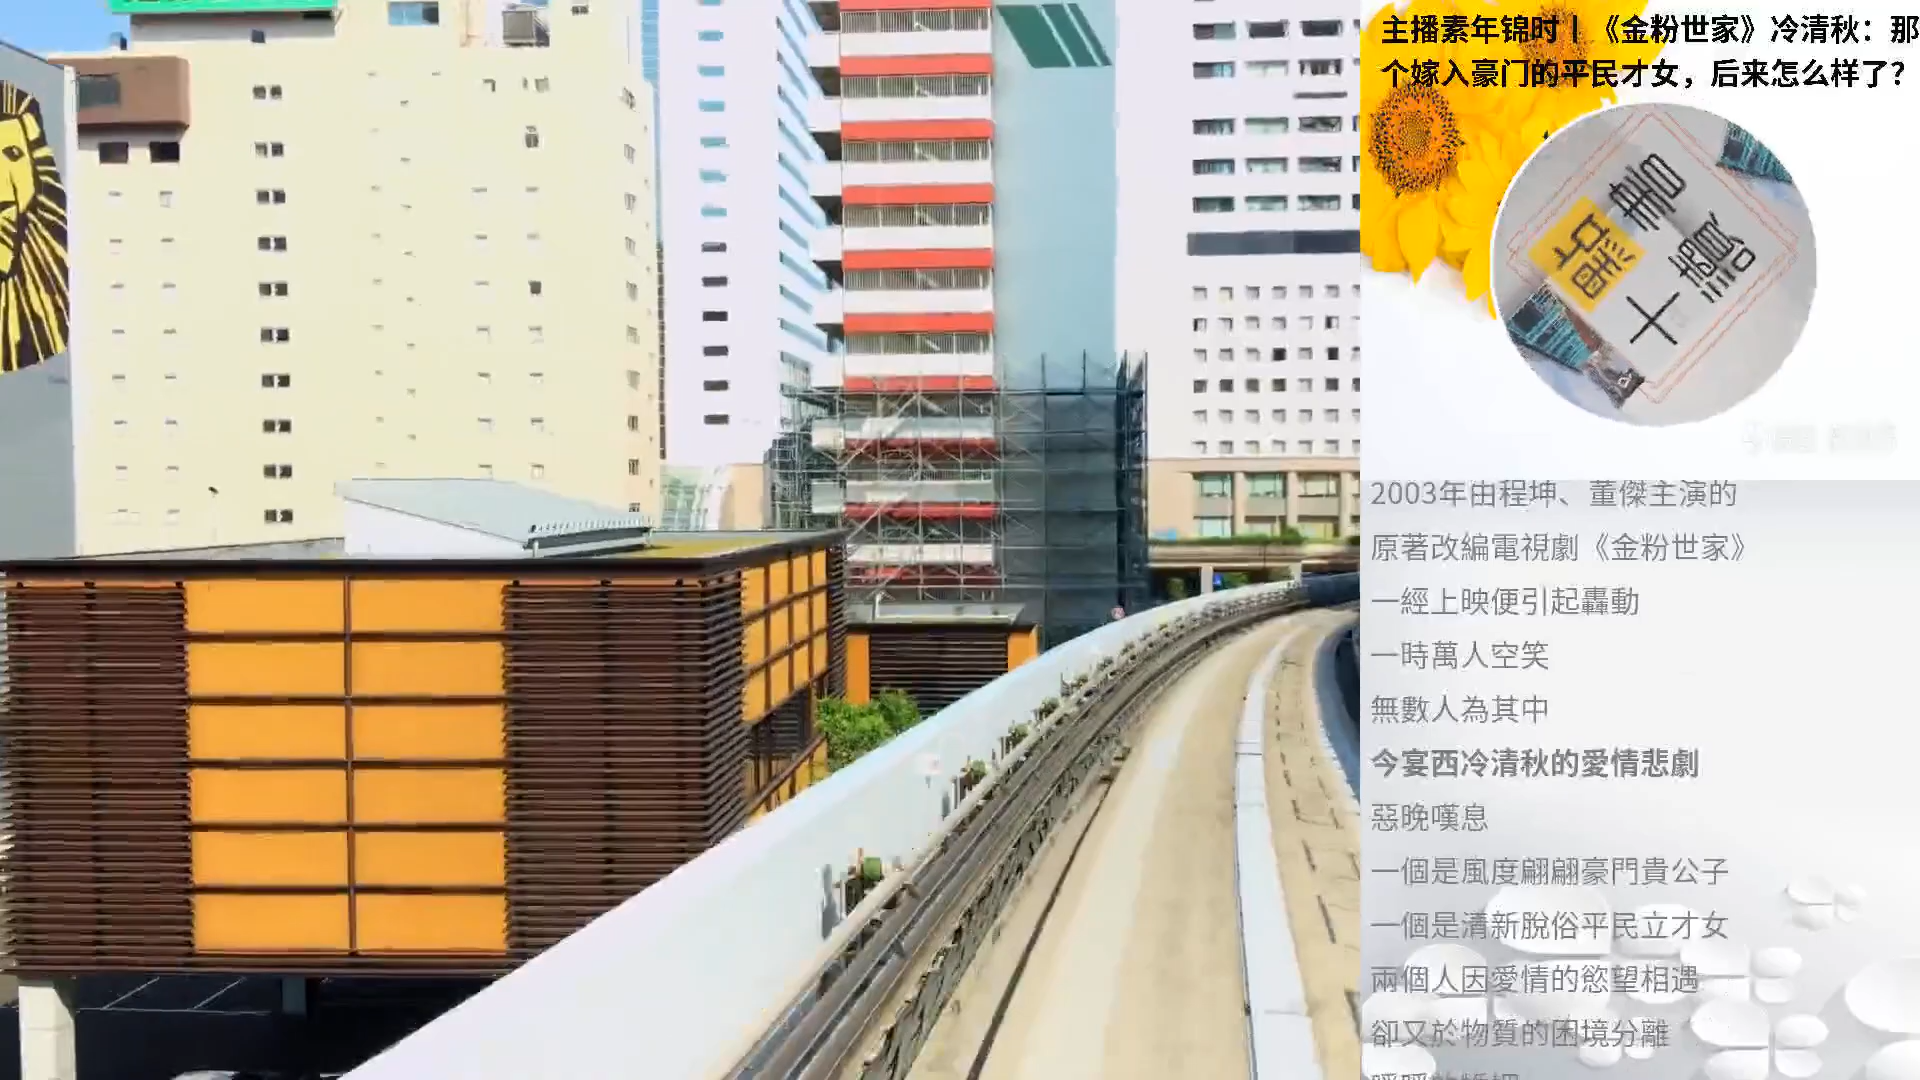 主播素年锦时丨《金粉世家》冷清秋：那
个嫁入豪门的平民才女，后来怎么样了？
書
讀
十
點
2003年由程坤、董傑主演的
原著改編電視劇《金粉世家》
一經上映便引起轟動
一時萬人空笑
無數人為其中
今宴西冷清秋的愛情悲劇
惡晚嘆息
一個是風度翩翩豪門貴公子
一個是清新脫俗平民立才女
兩個人因愛情的慾望相遇
卻又於物質的困境分離